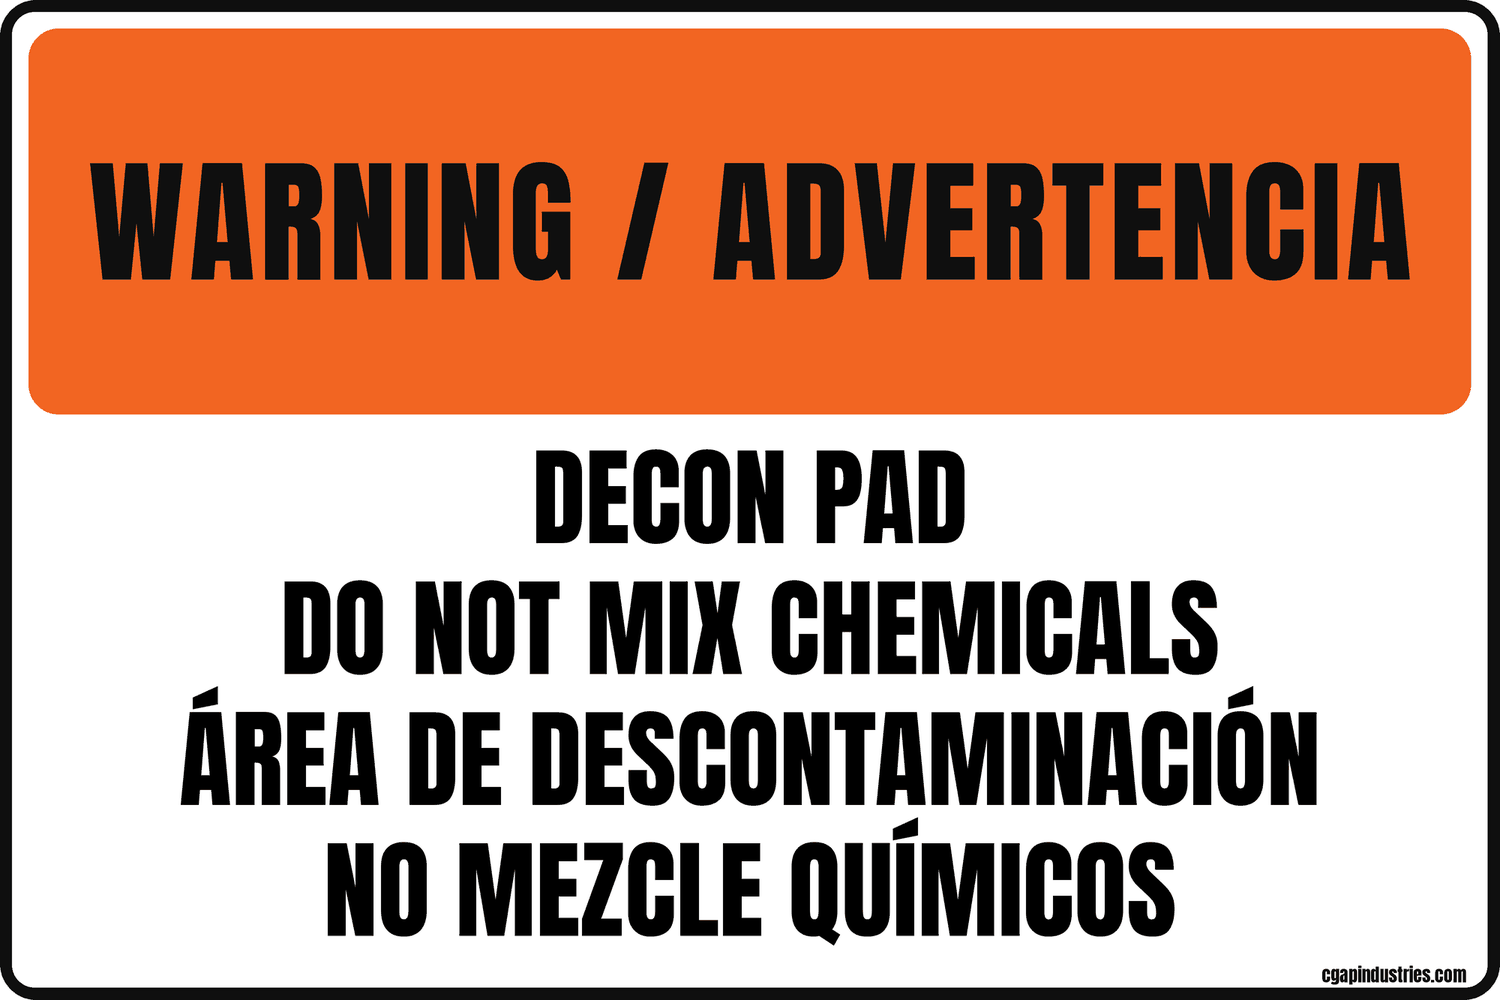 WARNING / ADVERTENCIA
DECON PAD
DO NOT MIX CHEMICALS
ÁREA DE DESCONTAMINACIÓN
NO MEZCLE QUÍMICOS
cgapindustries.com